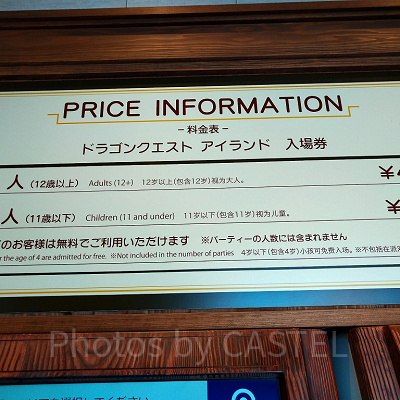 PRICE INFORMATION
- 料金表 -
ドラゴンクエスト アイランド 入場券
人 (12歳以上) Adults (12+) 12岁以上(包含12岁)视为大人。 ¥4
人 (11歳以下) Children (11 and under) 11岁以下(包含11岁)视为儿童。 ¥
のお客様は無料でご利用いただけます ※パーティーの人数には含まれません
the age of 4 are admitted for free. ※Not included in the number of parties 4岁以下(包含4岁)小孩可免费入场。※不包括在派
Photos by CASTEL